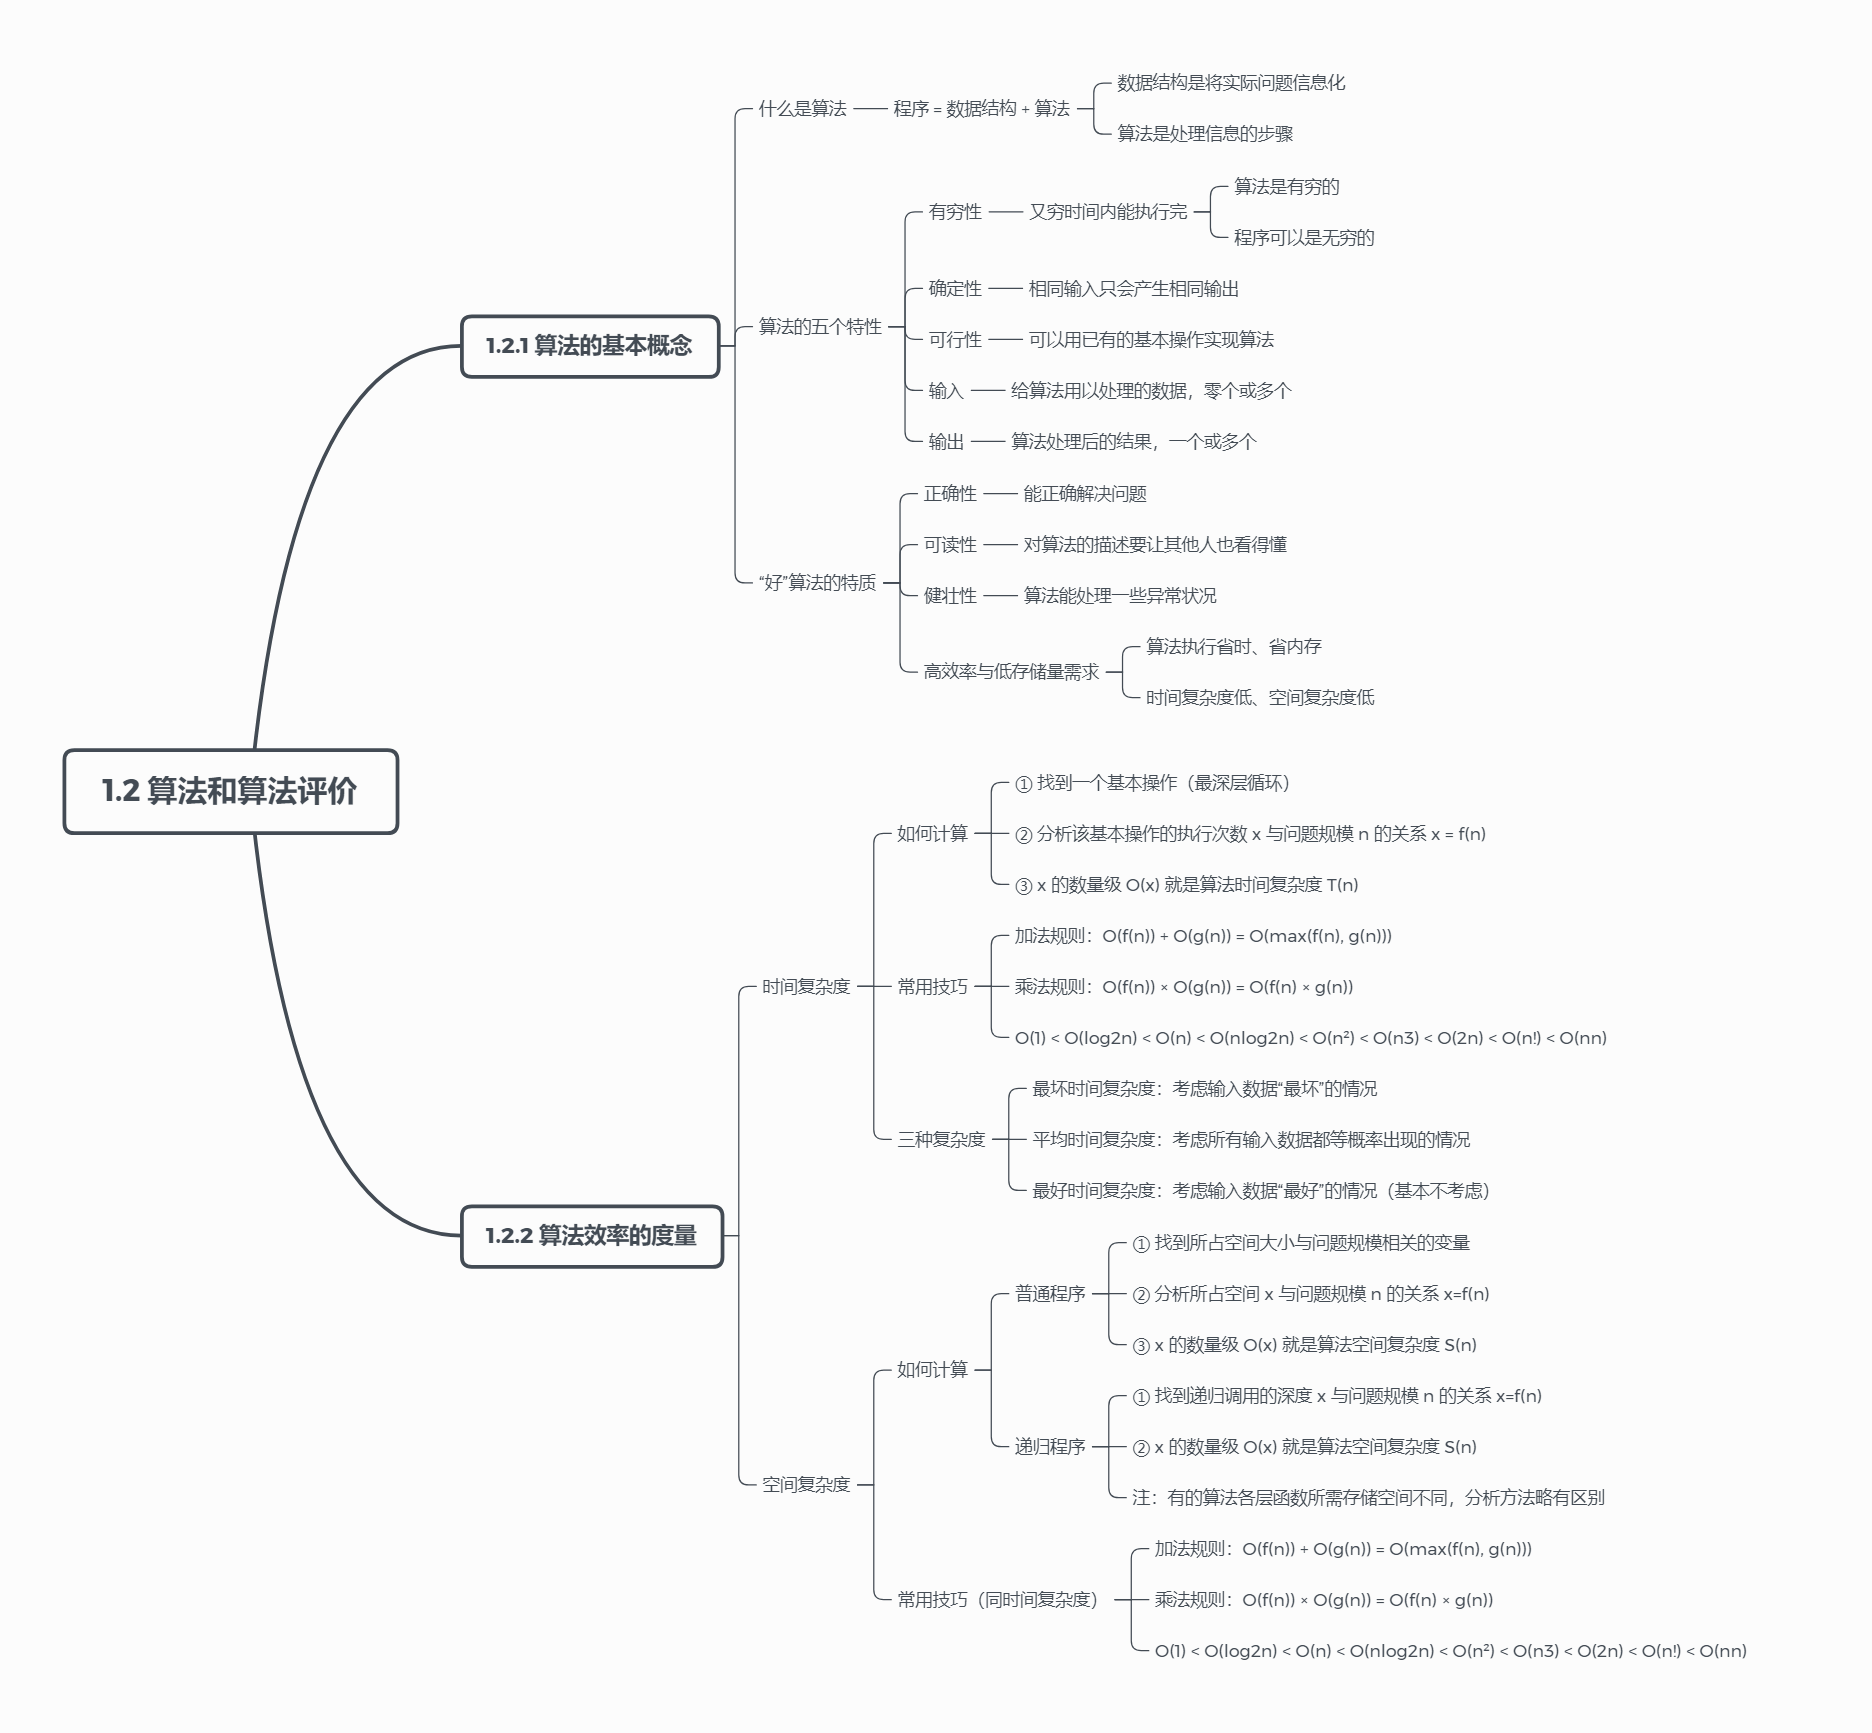 1.2 算法和算法评价
1.2.1 算法的基本概念
什么是算法
程序 = 数据结构 + 算法
数据结构是将实际问题信息化
算法是处理信息的步骤
算法的五个特性
有穷性
又穷时间内能执行完
算法是有穷的
程序可以是无穷的
确定性
相同输入只会产生相同输出
可行性
可以用已有的基本操作实现算法
输入
给算法用以处理的数据，零个或多个
输出
算法处理后的结果，一个或多个
“好”算法的特质
正确性
能正确解决问题
可读性
对算法的描述要让其他人也看得懂
健壮性
算法能处理一些异常状况
高效率与低存储量需求
算法执行省时、省内存
时间复杂度低、空间复杂度低
1.2.2 算法效率的度量
时间复杂度
如何计算
① 找到一个基本操作（最深层循环）
② 分析该基本操作的执行次数 x 与问题规模 n 的关系 x = f(n)
③ x 的数量级 O(x) 就是算法时间复杂度 T(n)
常用技巧
加法规则：O(f(n)) + O(g(n)) = O(max(f(n), g(n)))
乘法规则：O(f(n)) × O(g(n)) = O(f(n) × g(n))
O(1) < O(log2n) < O(n) < O(nlog2n) < O(n²) < O(n3) < O(2n) < O(n!) < O(nn)
三种复杂度
最坏时间复杂度：考虑输入数据“最坏”的情况
平均时间复杂度：考虑所有输入数据都等概率出现的情况
最好时间复杂度：考虑输入数据“最好”的情况（基本不考虑）
空间复杂度
如何计算
普通程序
① 找到所占空间大小与问题规模相关的变量
② 分析所占空间 x 与问题规模 n 的关系 x=f(n)
③ x 的数量级 O(x) 就是算法空间复杂度 S(n)
递归程序
① 找到递归调用的深度 x 与问题规模 n 的关系 x=f(n)
② x 的数量级 O(x) 就是算法空间复杂度 S(n)
注：有的算法各层函数所需存储空间不同，分析方法略有区别
常用技巧（同时间复杂度）
加法规则：O(f(n)) + O(g(n)) = O(max(f(n), g(n)))
乘法规则：O(f(n)) × O(g(n)) = O(f(n) × g(n))
O(1) < O(log2n) < O(n) < O(nlog2n) < O(n²) < O(n3) < O(2n) < O(n!) < O(nn)